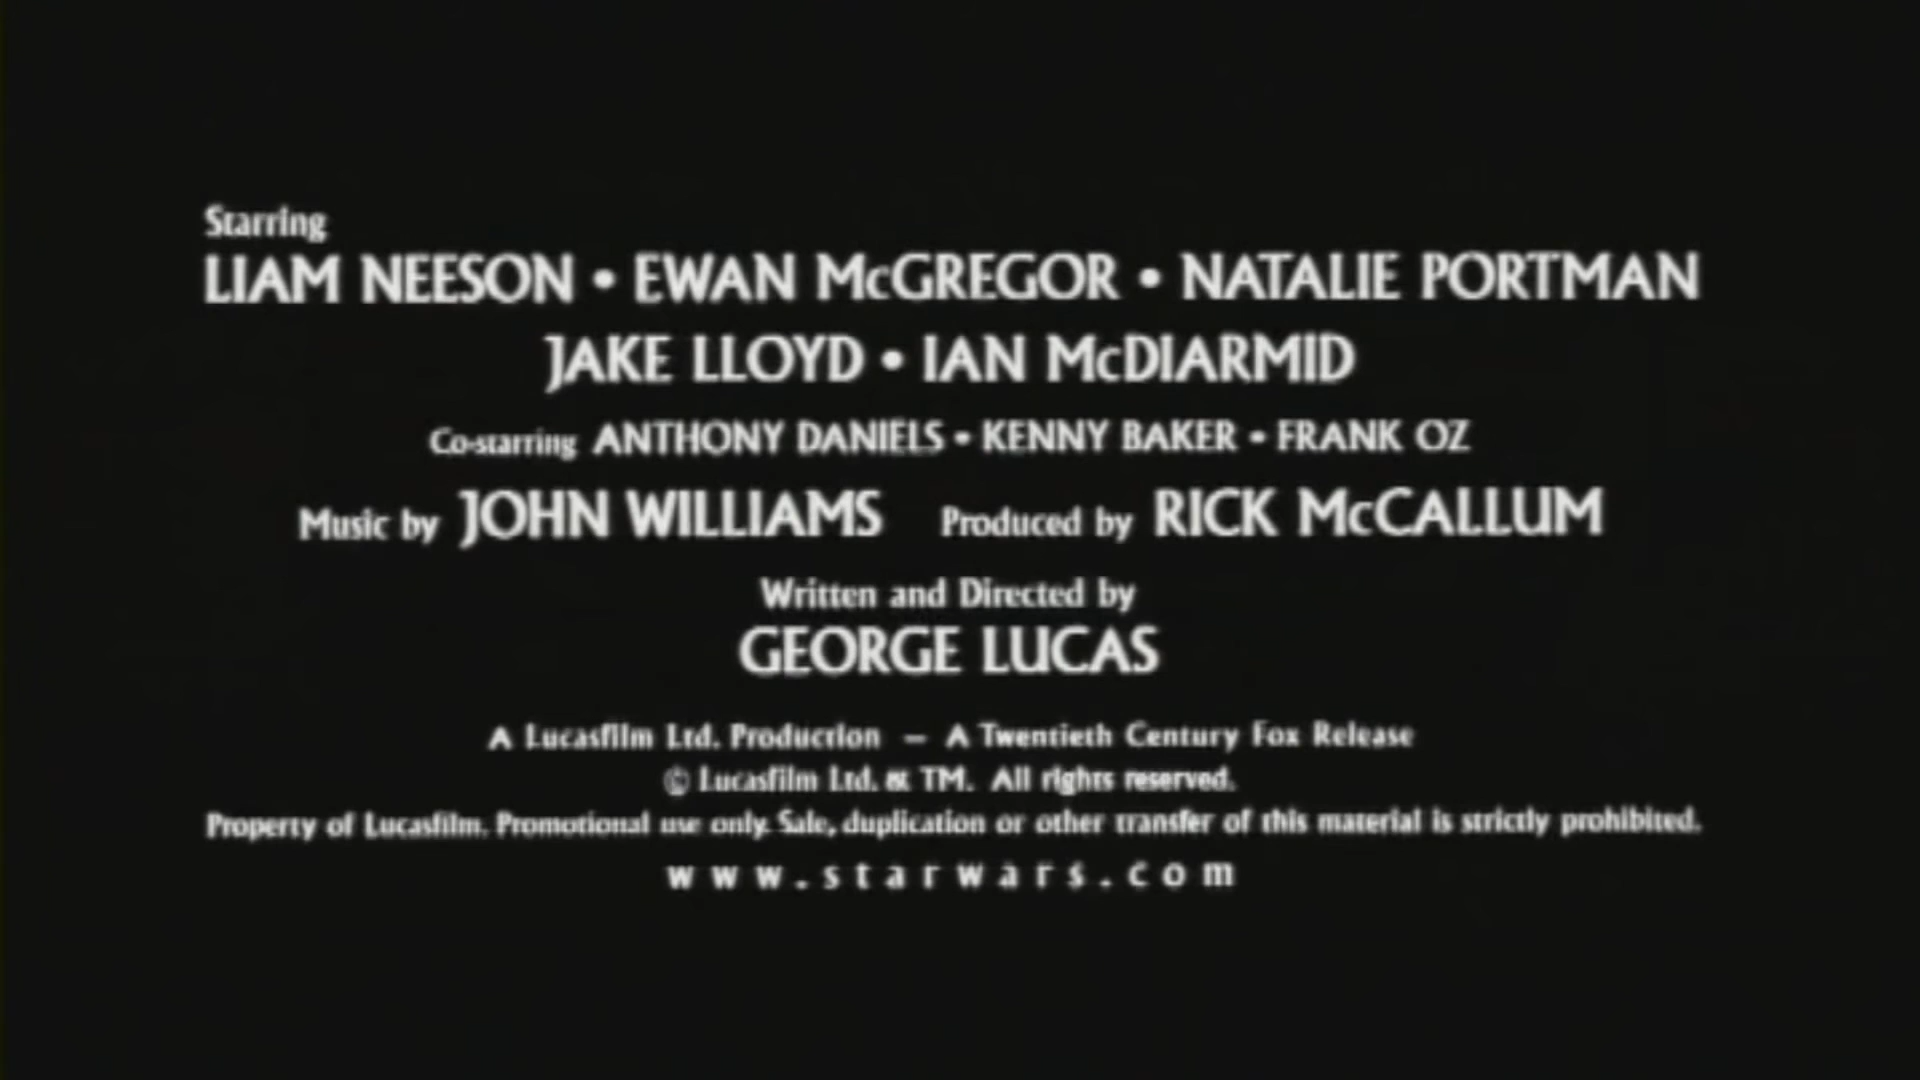 Starring
LIAM NEESON • EWAN McGREGOR • NATALIE PORTMAN
JAKE LLOYD • IAN McDIARMID
Co-starring ANTHONY DANIELS • KENNY BAKER • FRANK OZ
Music by JOHN WILLIAMS Produced by RICK McCALLUM
Written and Directed by
GEORGE LUCAS
A Lucasfilm Ltd. Production – A Twentieth Century Fox Release
© Lucasfilm Ltd. & TM. All rights reserved.
Property of Lucasfilm. Promotional use only. Sale, duplication or other transfer of this material is strictly prohibited.
www.starwars.com